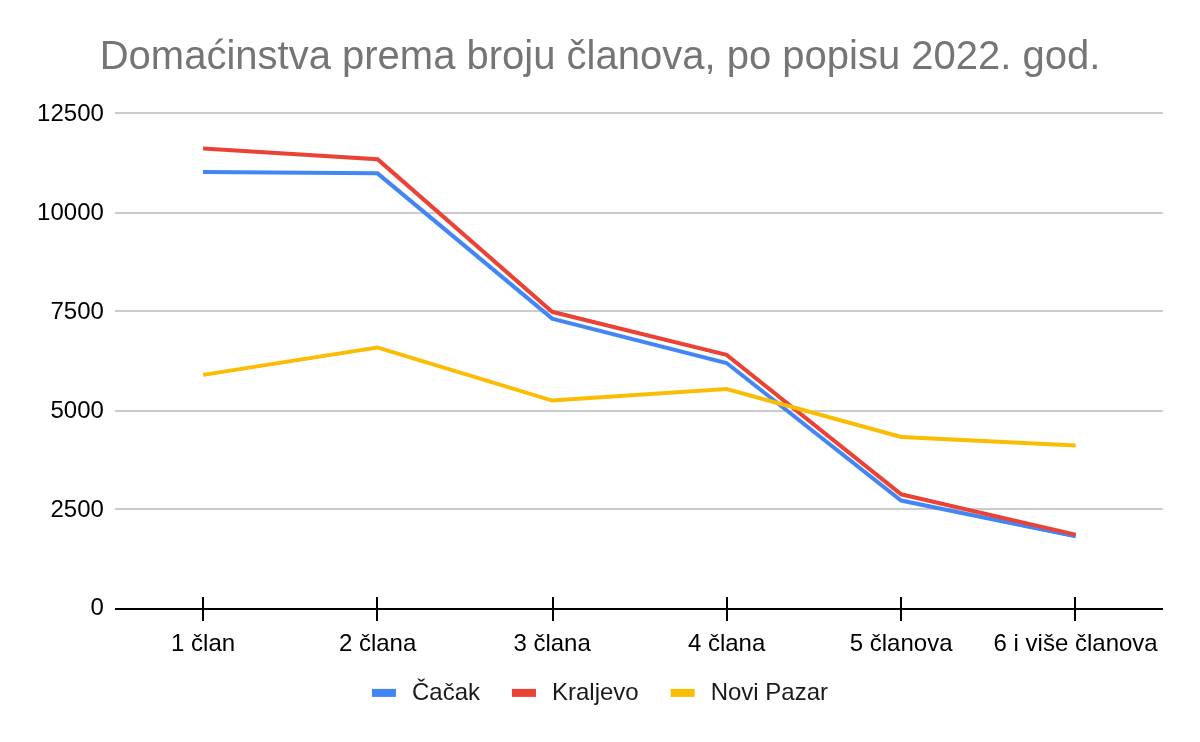 Domaćinstva prema broju članova, po popisu 2022. god.
12500
10000
7500
5000
2500
0
1 član 2 člana 3 člana 4 člana 5 članova 6 i više članova
Čačak Kraljevo Novi Pazar